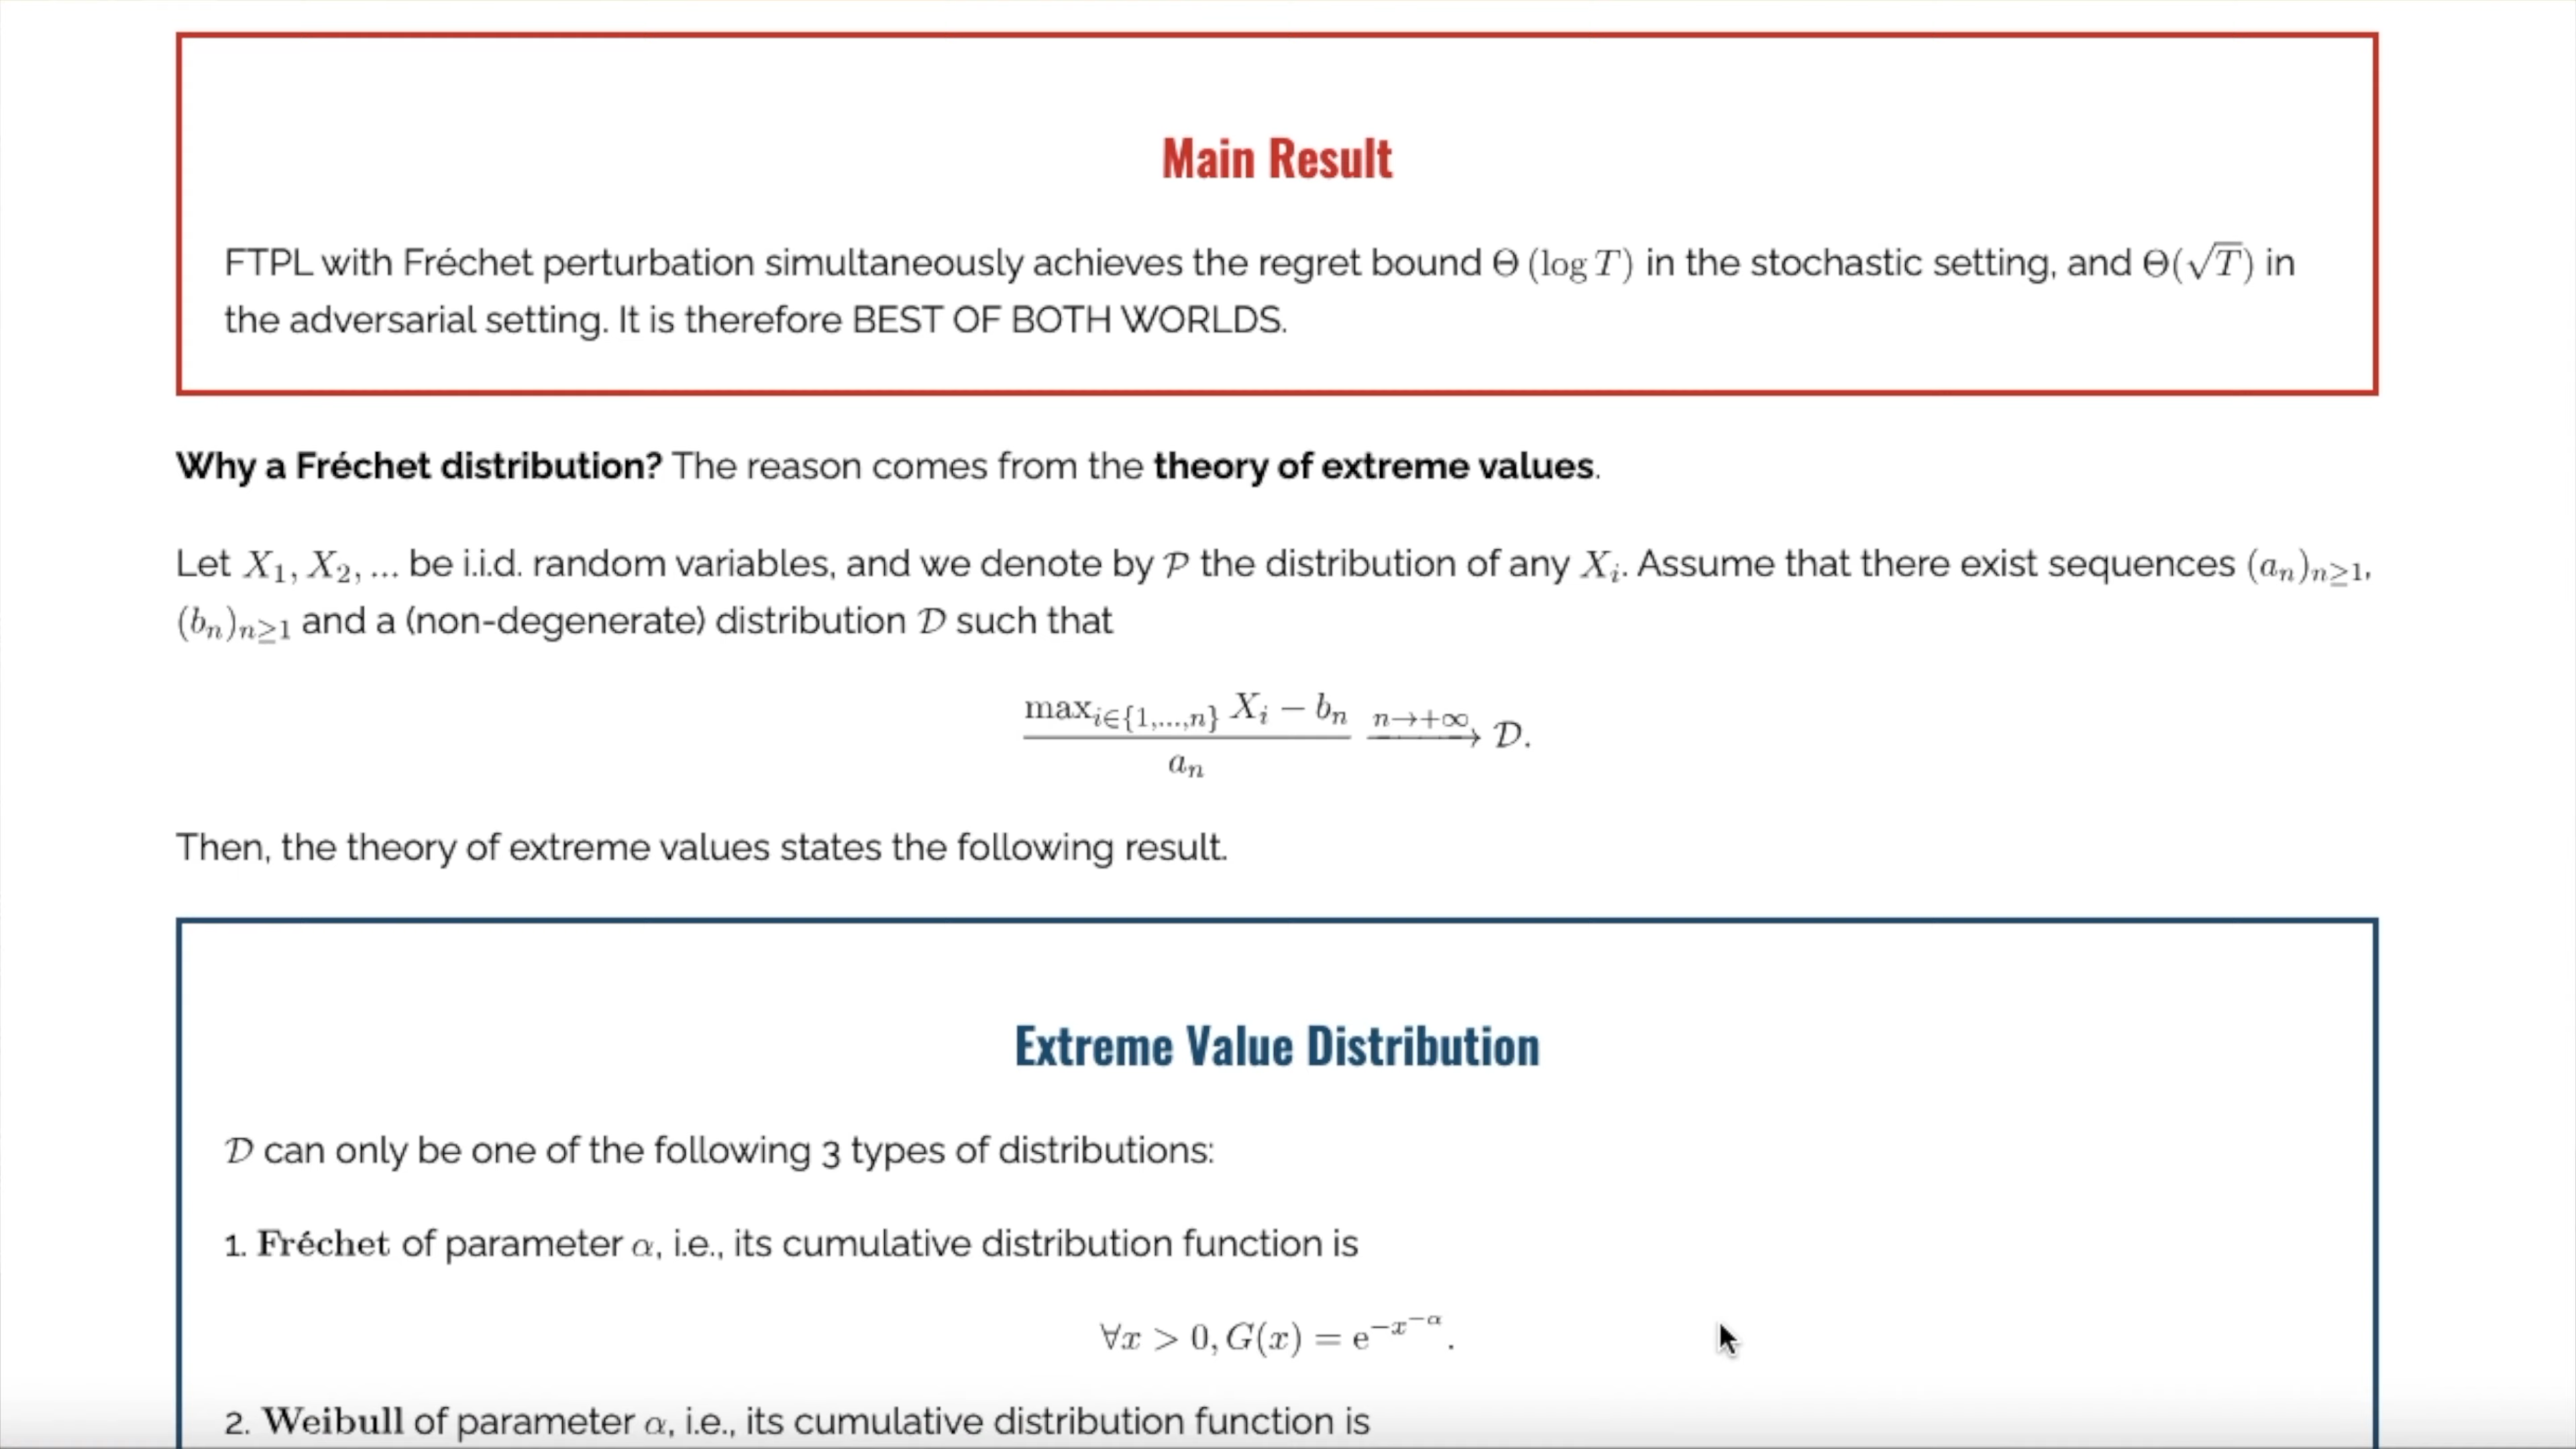 Main Result
FTPL with Fréchet perturbation simultaneously achieves the regret bound Θ (log T) in the stochastic setting, and Θ(√T) in
the adversarial setting. It is therefore BEST OF BOTH WORLDS.
Why a Fréchet distribution? The reason comes from the theory of extreme values.
Let X₁, X₂, ... be i.i.d. random variables, and we denote by 𝒫 the distribution of any Xᵢ. Assume that there exist sequences (aₙ)ₙ≥₁,
(bₙ)ₙ≥₁ and a (non-degenerate) distribution 𝒟 such that
(max_{i∈{1,...,n}} Xᵢ − bₙ) / aₙ —n→+∞→ 𝒟.
Then, the theory of extreme values states the following result.
Extreme Value Distribution
𝒟 can only be one of the following 3 types of distributions:
1. Fréchet of parameter α, i.e., its cumulative distribution function is
∀x > 0, G(x) = e^{−x^{−α}}.
2. Weibull of parameter α, i.e., its cumulative distribution function is